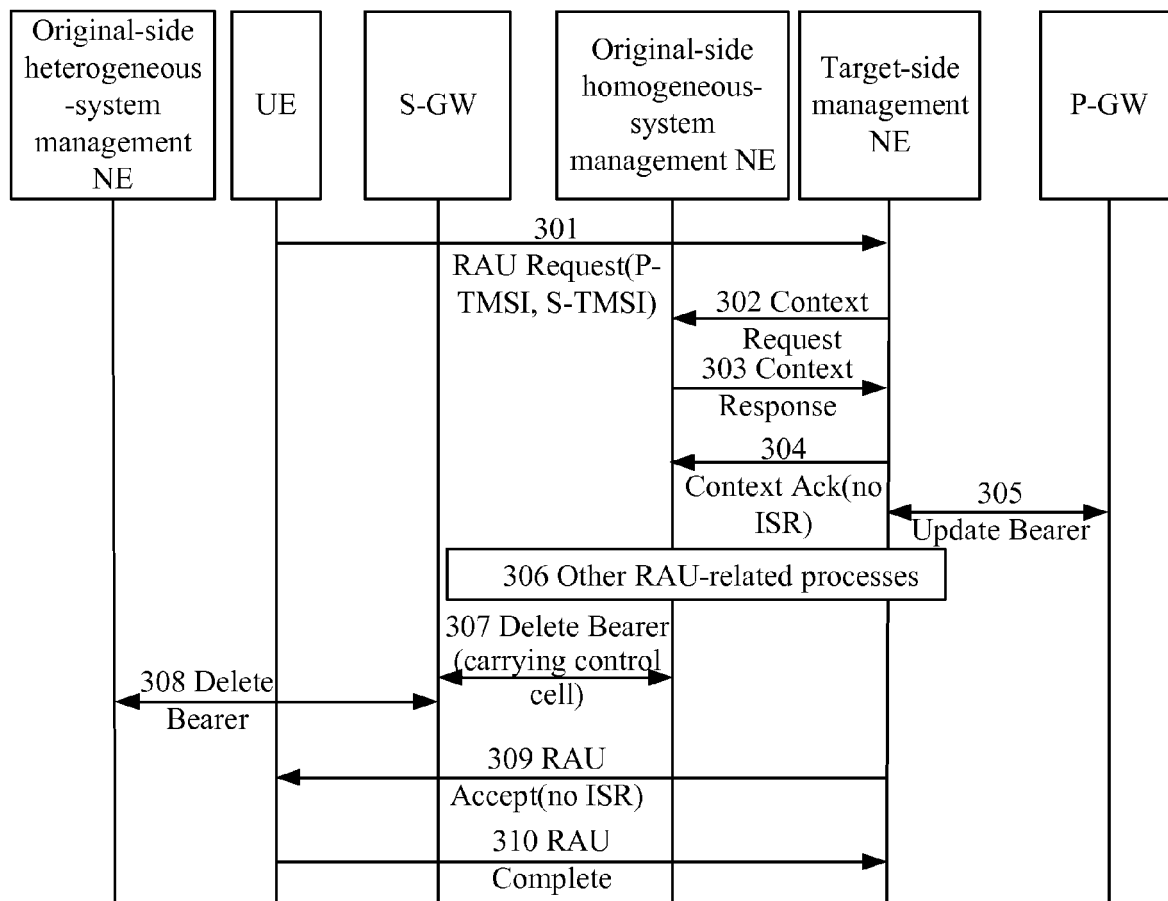 Original-side
heterogeneous
-system
management
NE
UE
S-GW
Original-side
homogeneous-
system
management NE
Target-side
management
NE
P-GW
301
RAU Request(P-
TMSI, S-TMSI)
302 Context
Request
303 Context
Response
304
Context Ack(no
ISR)
305
Update Bearer
306 Other RAU-related processes
307 Delete Bearer
(carrying control
cell)
308 Delete
Bearer
309 RAU
Accept(no ISR)
310 RAU
Complete